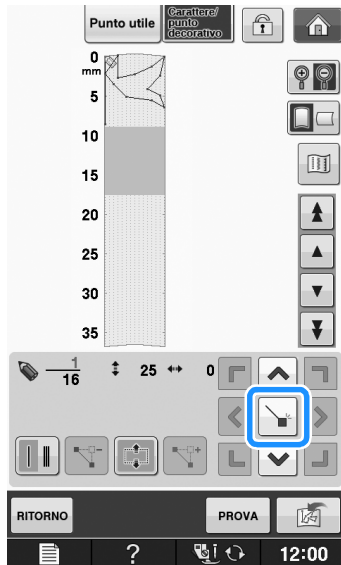 Punto utile
Carattere/
punto
decorativo
0
mm
5
10
15
20
25
30
35
1
16
25
0
RITORNO
PROVA
?
12:00